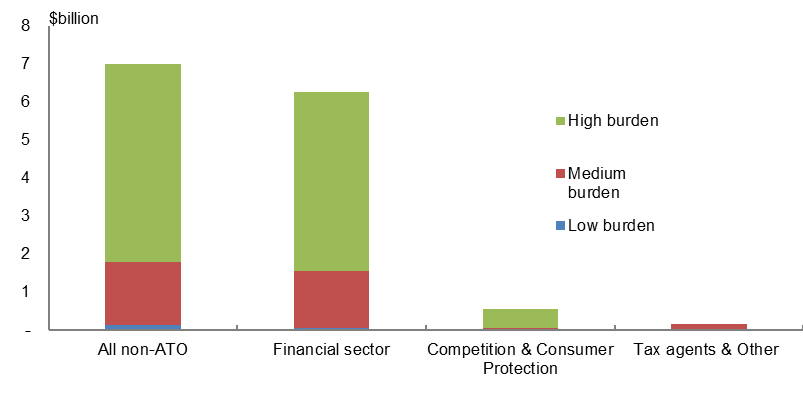 $billion
8
7
6
5
4
3
2
1
-
High burden
Medium
burden
Low burden
All non-ATO
Financial sector
Competition & Consumer
Protection
Tax agents & Other